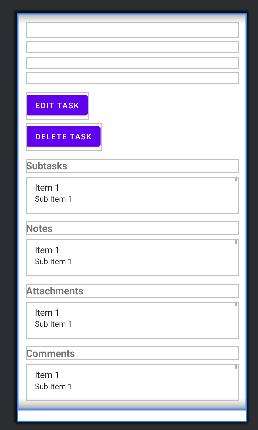 EDIT TASK
DELETE TASK
Subtasks
Item 1
Sub Item 1
Notes
Item 1
Sub Item 1
Attachments
Item 1
Sub Item 1
Comments
Item 1
Sub Item 1